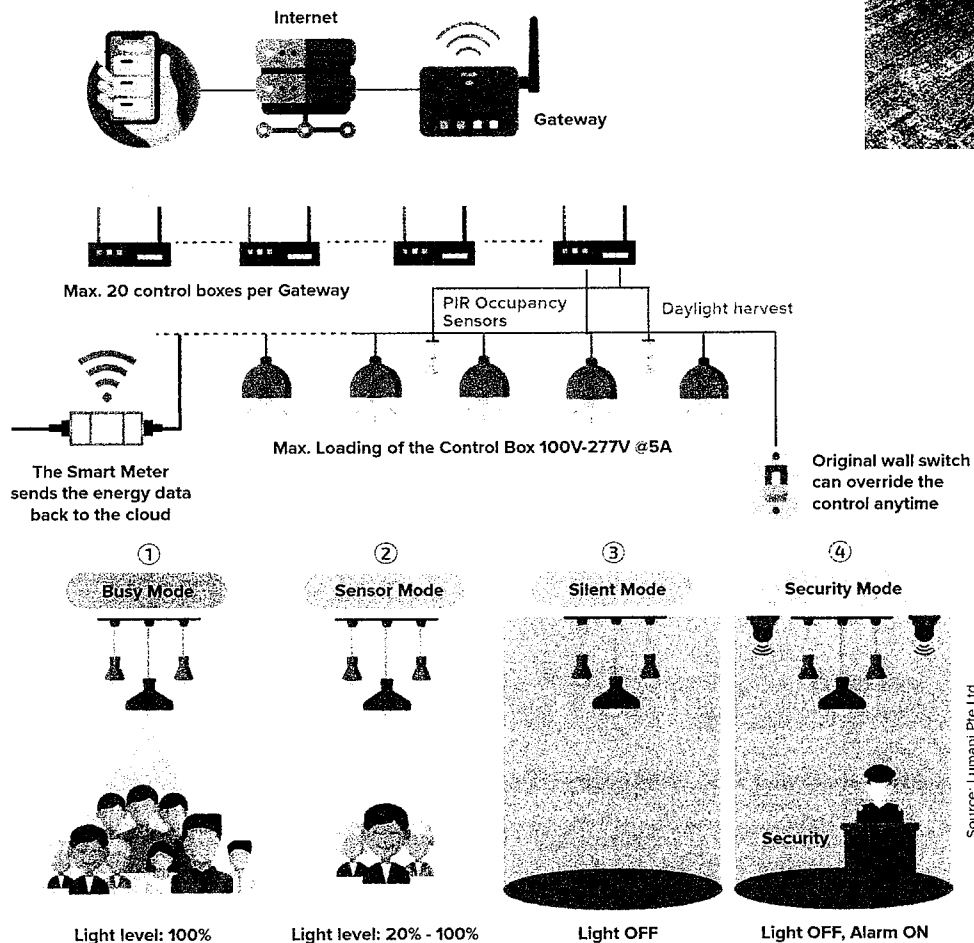 Internet
Gateway
Max. 20 control boxes per Gateway
PIR Occupancy
Sensors
Daylight harvest
Max. Loading of the Control Box 100V-277V @5A
The Smart Meter
sends the energy data
back to the cloud
Original wall switch
can override the
control anytime
1
Busy Mode
Light level: 100%
2
Sensor Mode
Light level: 20% - 100%
3
Silent Mode
Light OFF
4
Security Mode
Security
Light OFF, Alarm ON
Source: Lumani Pte Ltd